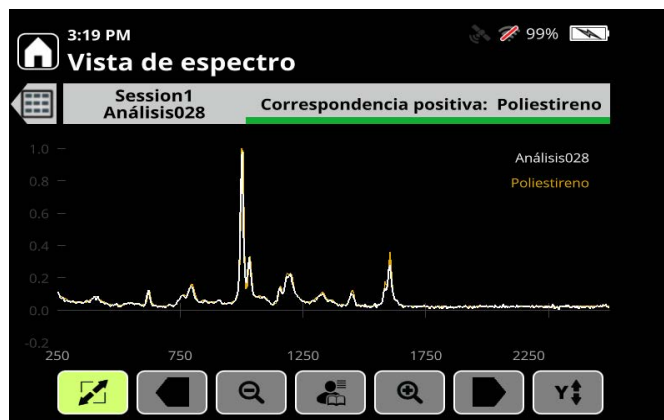 3:19 PM
99%
Vista de espectro
Session1
Análisis028
Correspondencia positiva: Poliestireno
Análisis028
Poliestireno
1.0
0.8
0.6
0.4
0.2
0.0
-0.2
250 750 1250 1750 2250
Y